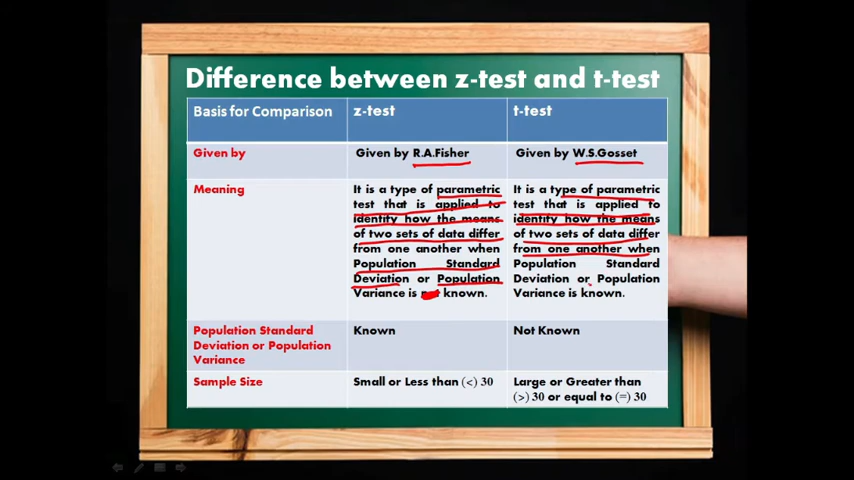 Difference between z-test and t-test
Basis for Comparison
z-test
t-test
Given by
Given by R.A.Fisher
Given by W.S.Gosset
Meaning
It is a type of parametric
test that is applied to
identify how the means
of two sets of data differ
from one another when
Population Standard
Deviation or Population
Variance is not known.
It is a type of parametric
test that is applied to
identify how the means
of two sets of data differ
from one another when
Population Standard
Deviation or Population
Variance is known.
Population Standard
Deviation or Population
Variance
Known
Not Known
Sample Size
Small or Less than (<) 30
Large or Greater than
(>) 30 or equal to (=) 30